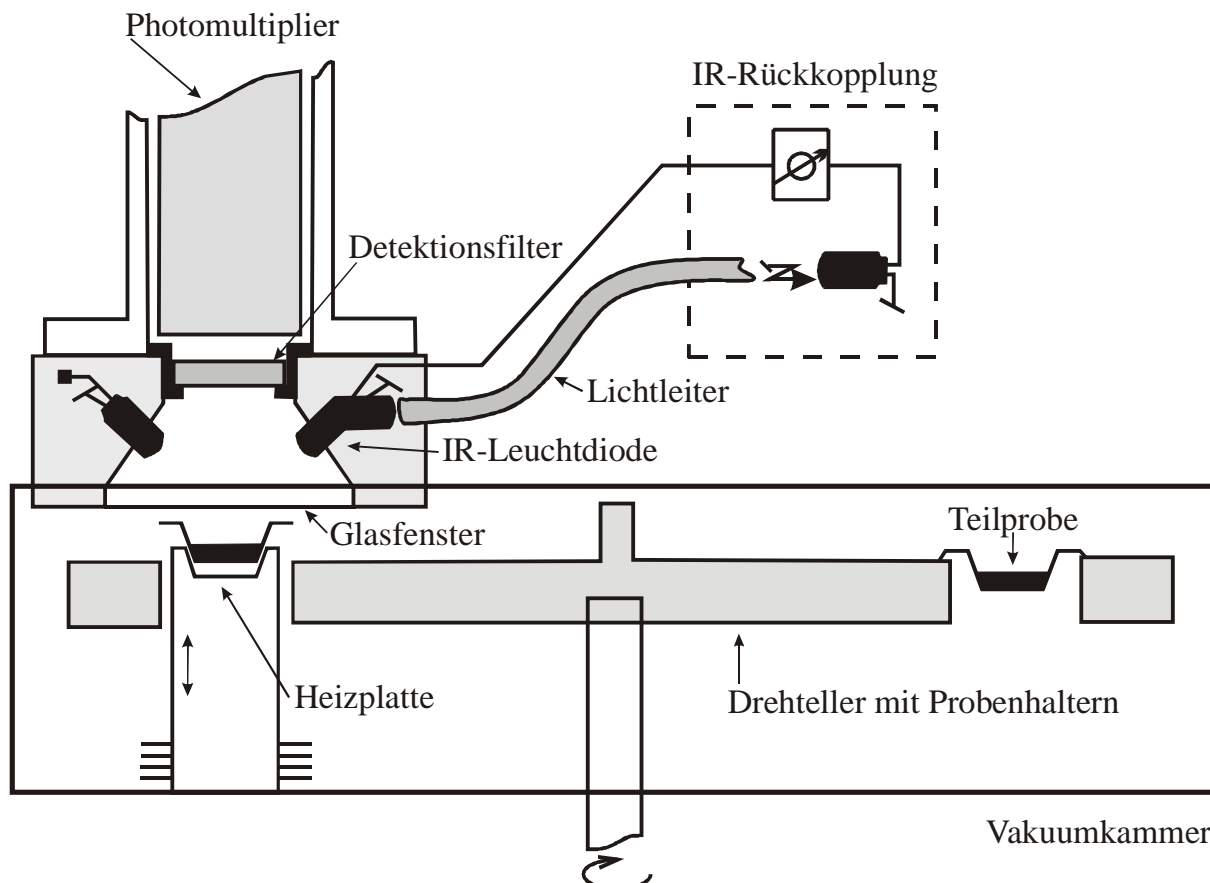 Photomultiplier
IR-Rückkopplung
Detektionsfilter
Lichtleiter
IR-Leuchtdiode
Glasfenster
Teilprobe
Heizplatte
Drehteller mit Probenhaltern
Vakuumkammer